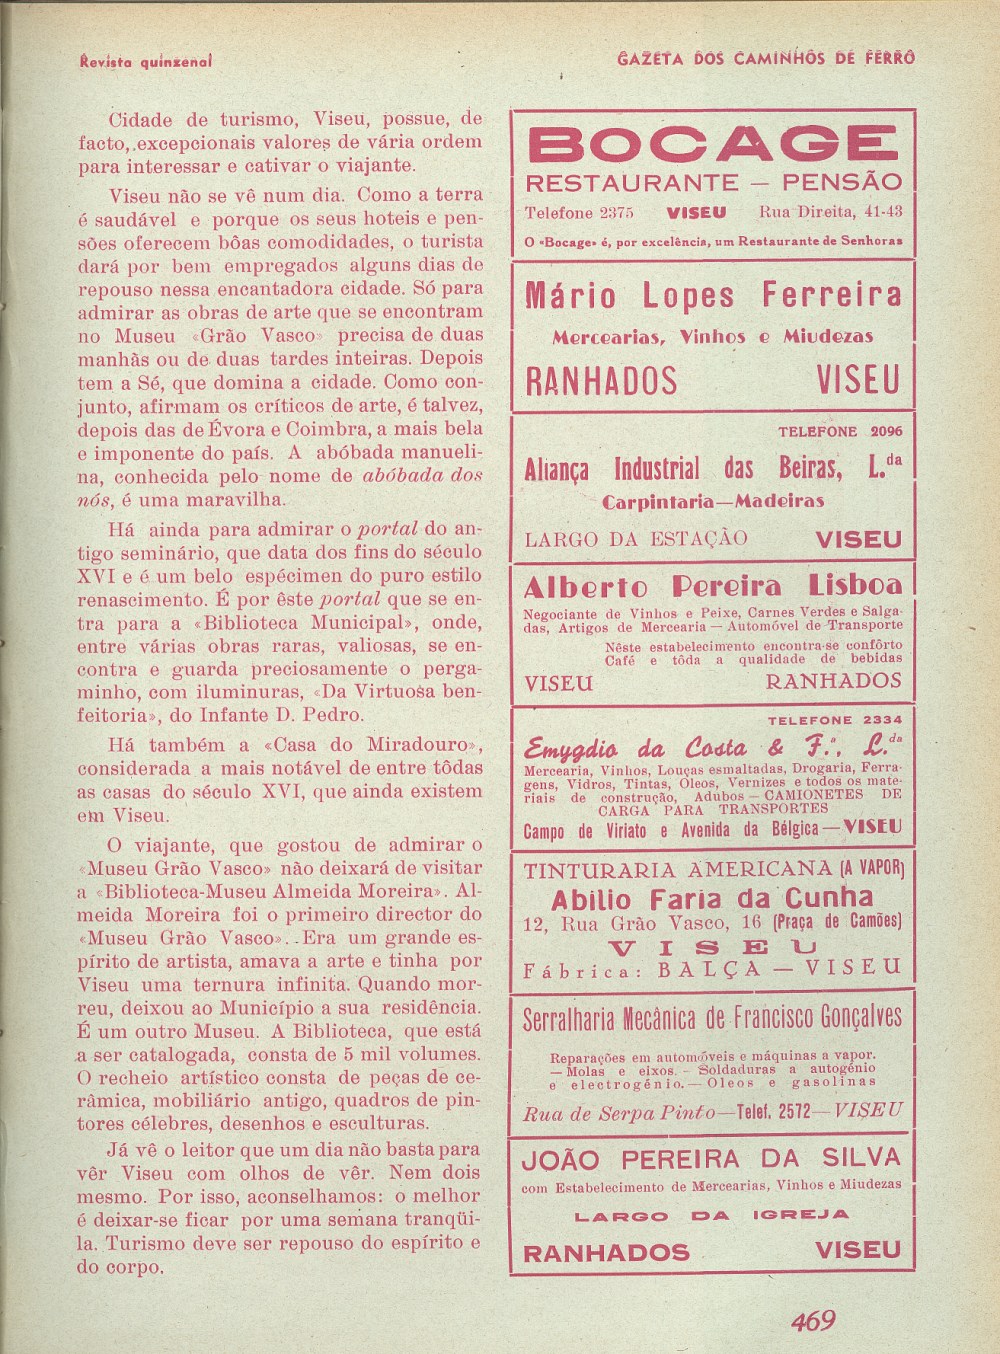 Revista quinzenal
GAZETA DOS CAMINHOS DE FERRO
Cidade de turismo, Viseu, possue, de
facto, excepcionais valores de vária ordem
para interessar e cativar o viajante.
Viseu não se vê num dia. Como a terra
é saudável e porque os seus hoteis e pen-
sões oferecem bôas comodidades, o turista
dará por bem empregados alguns dias de
repouso nessa encantadora cidade. Só para
admirar as obras de arte que se encontram
no Museu «Grão Vasco» precisa de duas
manhãs ou de duas tardes inteiras. Depois
tem a Sé, que domina a cidade. Como con-
junto, afirmam os críticos de arte, é talvez,
depois das de Évora e Coimbra, a mais bela
e imponente do país. A abóbada manueli-
na, conhecida pelo nome de abóbada dos
nós, é uma maravilha.
Há ainda para admirar o portal do an-
tigo seminário, que data dos fins do século
XVI e é um belo espécimen do puro estilo
renascimento. É por êste portal que se en-
tra para a «Biblioteca Municipal», onde,
entre várias obras raras, valiosas, se en-
contra e guarda preciosamente o perga-
minho, com iluminuras, «Da Virtuosa ben-
feitoria», do Infante D. Pedro.
Há também a «Casa do Miradouro»,
considerada a mais notável de entre tôdas
as casas do século XVI, que ainda existem
em Viseu.
O viajante, que gostou de admirar o
«Museu Grão Vasco» não deixará de visitar
a «Biblioteca-Museu Almeida Moreira». Al-
meida Moreira foi o primeiro director do
«Museu Grão Vasco». Era um grande es-
pírito de artista, amava a arte e tinha por
Viseu uma ternura infinita. Quando mor-
reu, deixou ao Município a sua residência.
É um outro Museu. A Biblioteca, que está
a ser catalogada, consta de 5 mil volumes.
O recheio artístico consta de peças de ce-
râmica, mobiliário antigo, quadros de pin-
tores célebres, desenhos e esculturas.
Já vê o leitor que um dia não basta para
vêr Viseu com olhos de vêr. Nem dois
mesmo. Por isso, aconselhamos: o melhor
é deixar-se ficar por uma semana tranqüi-
la. Turismo deve ser repouso do espírito e
do corpo.
BOCAGE
RESTAURANTE — PENSÃO
Telefone 2375 VISEU Rua Direita, 41-43
O «Bocage» é, por excelência, um Restaurante de Senhoras
Mário Lopes Ferreira
Mercearias, Vinhos e Miudezas
RANHADOS VISEU
TELEFONE 2096
Aliança Industrial das Beiras, L.da
Carpintaria—Madeiras
LARGO DA ESTAÇÃO VISEU
Alberto Pereira Lisboa
Negociante de Vinhos e Peixe, Carnes Verdes e Salga-
das, Artigos de Mercearia — Automóvel de Transporte
Nêste estabelecimento encontra-se confôrto
Café e tôda a qualidade de bebidas
VISEU RANHADOS
TELEFONE 2334
Emygdio da Costa & F.º, L.da
Mercearia, Vinhos, Louças esmaltadas, Drogaria, Ferra-
gens, Vidros, Tintas, Oleos, Vernizes e todos os mate-
riais de construção, Adubos — CAMIONETES DE
CARGA PARA TRANSPORTES
Campo de Viriato e Avenida da Bélgica — VISEU
TINTURARIA AMERICANA (A VAPOR)
Abilio Faria da Cunha
12, Rua Grão Vasco, 16 (Praça de Camões)
VISEU
Fábrica: BALÇA — VISEU
Serralharia Mecânica de Francisco Gonçalves
Reparações em automóveis e máquinas a vapor.
— Molas e eixos. - Soldaduras a autogénio
e electrogénio. — Oleos e gasolinas
Rua de Serpa Pinto—Telef. 2572—VISEU
JOÃO PEREIRA DA SILVA
com Estabelecimento de Mercearias, Vinhos e Miudezas
LARGO DA IGREJA
RANHADOS VISEU
469